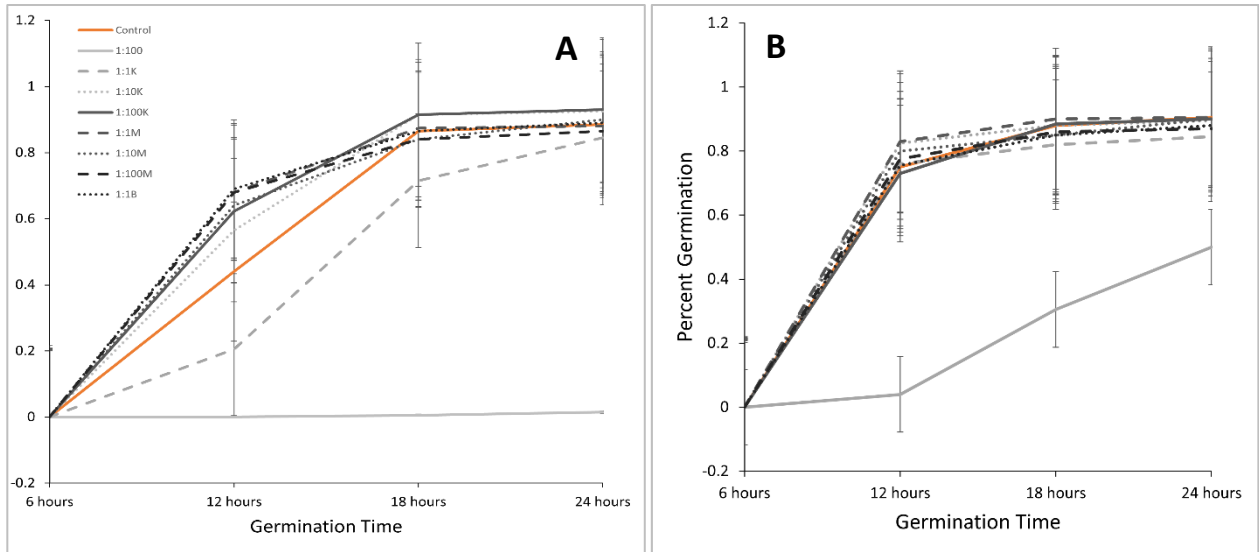 A
1.2
1
0.8
0.6
0.4
0.2
0
-0.2
Control
1:100
1:1K
1:10K
1:100K
1:1M
1:10M
1:100M
1:1B
6 hours
12 hours
18 hours
24 hours
Germination Time
B
Percent Germination
1.2
1
0.8
0.6
0.4
0.2
0
-0.2
6 hours
12 hours
18 hours
24 hours
Germination Time